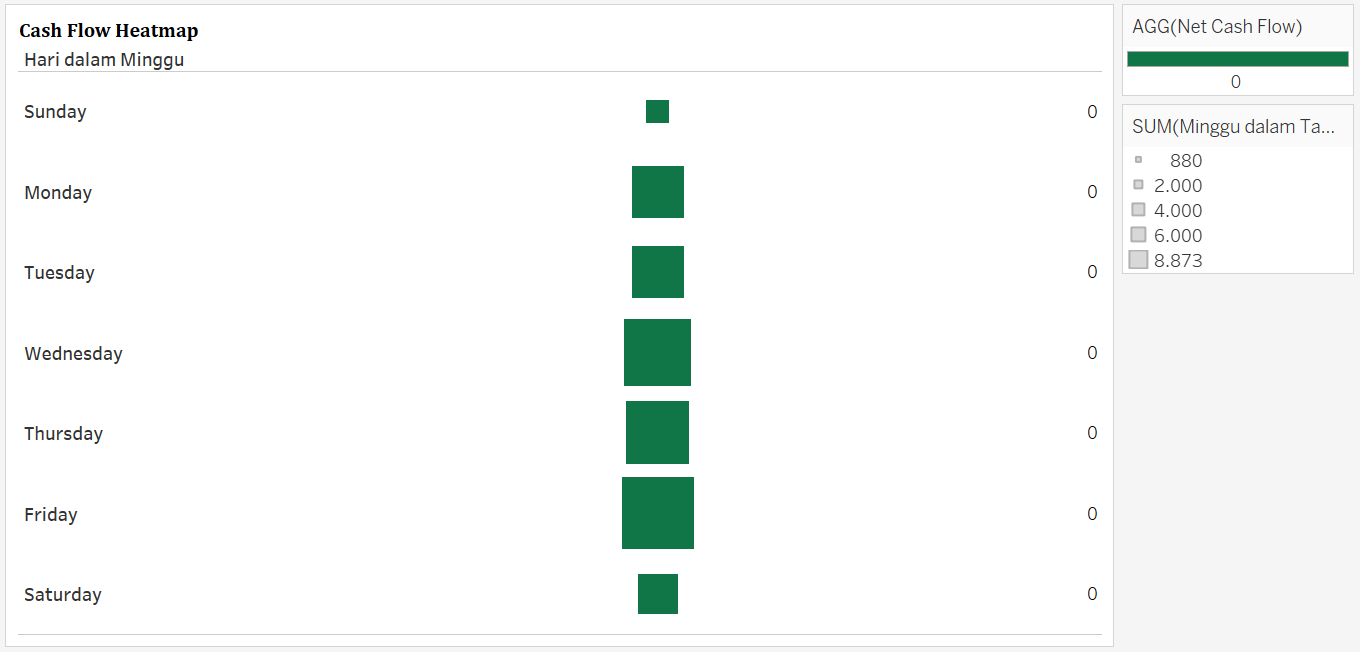 Cash Flow Heatmap
Hari dalam Minggu
Sunday 0
Monday 0
Tuesday 0
Wednesday 0
Thursday 0
Friday 0
Saturday 0
AGG(Net Cash Flow)
0
SUM(Minggu dalam Ta...
880
2.000
4.000
6.000
8.873